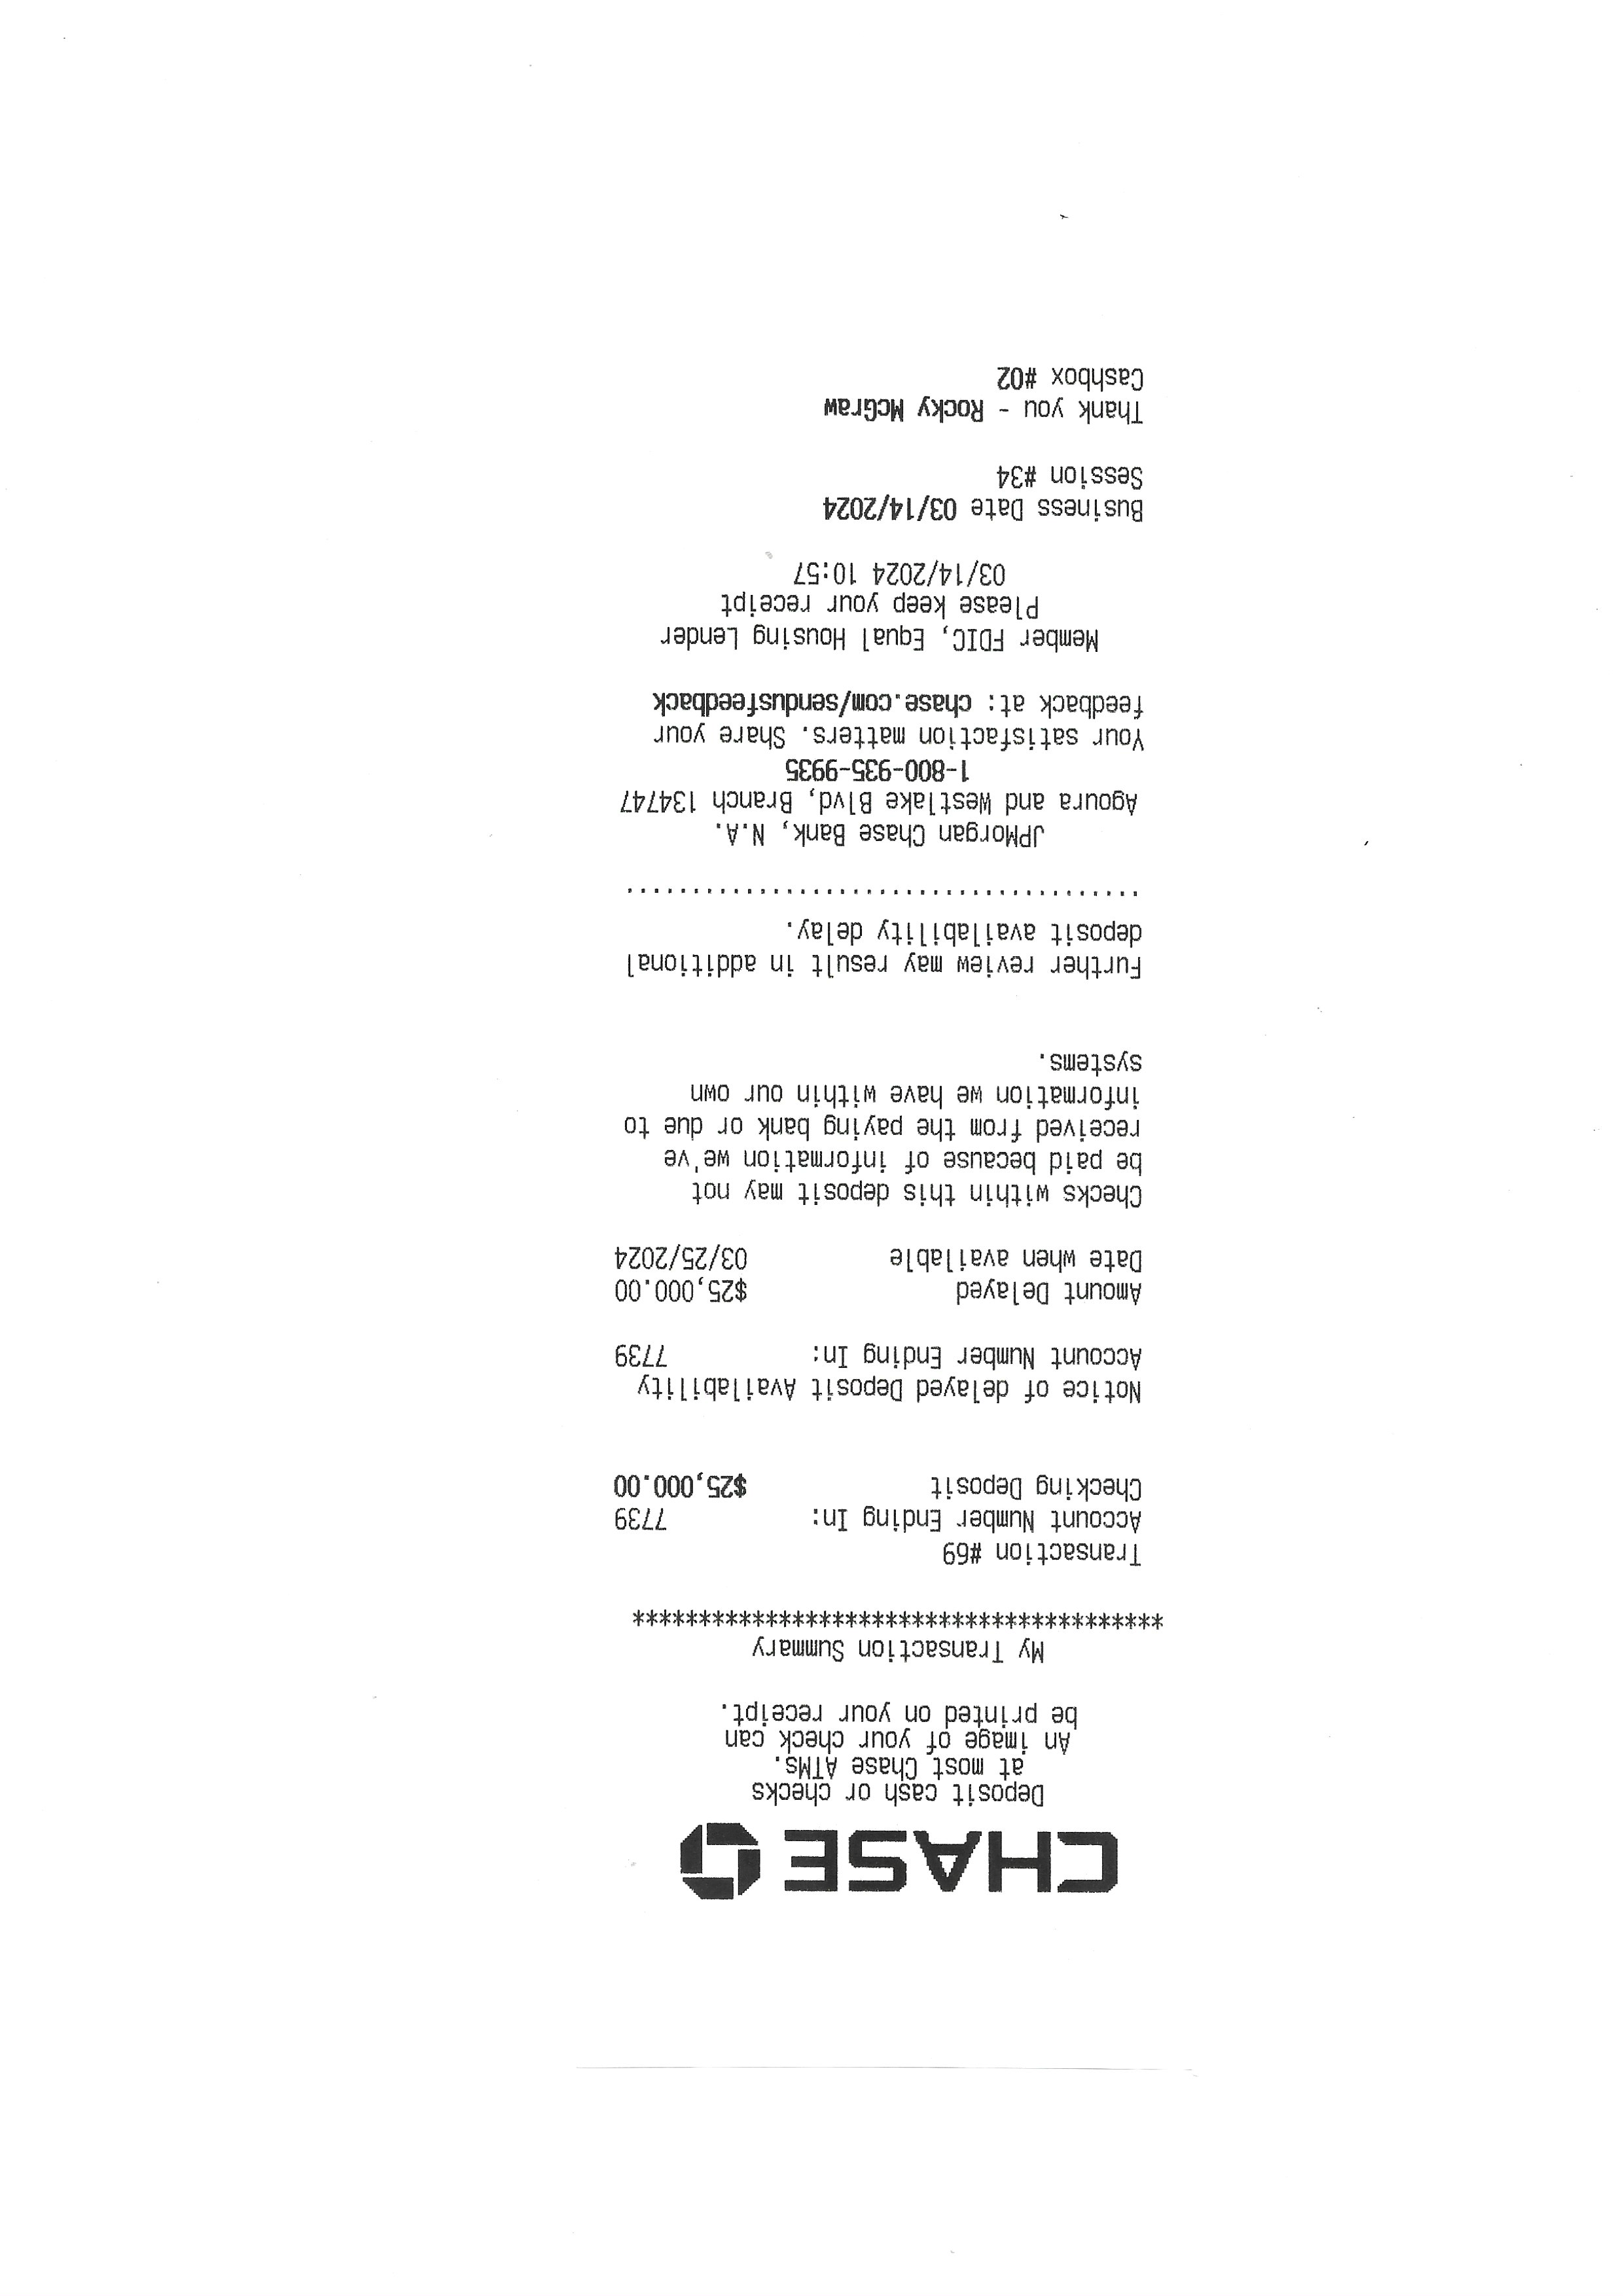 CHASE
Deposit cash or checks
at most Chase ATMs.
An image of your check can
be printed on your receipt.
My Transaction Summary
*****************************************
Transaction #69
Account Number Ending In: 7739
Checking Deposit $25,000.00
Notice of delayed Deposit Availability
Account Number Ending In: 7739
Amount Delayed $25,000.00
Date when available 03/25/2024
Checks within this deposit may not
be paid because of information we've
received from the paying bank or due to
information we have within our own
systems.
Further review may result in additional
deposit availability delay.
........................................
JPMorgan Chase Bank, N.A.
Agoura and Westlake Blvd, Branch 134747
1-800-935-9935
Your satisfaction matters. Share your
feedback at: chase.com/sendusfeedback
Member FDIC, Equal Housing Lender
Please keep your receipt
03/14/2024 10:57
Business Date 03/14/2024
Session #34
Thank you - Rocky McGraw
Cashbox #02